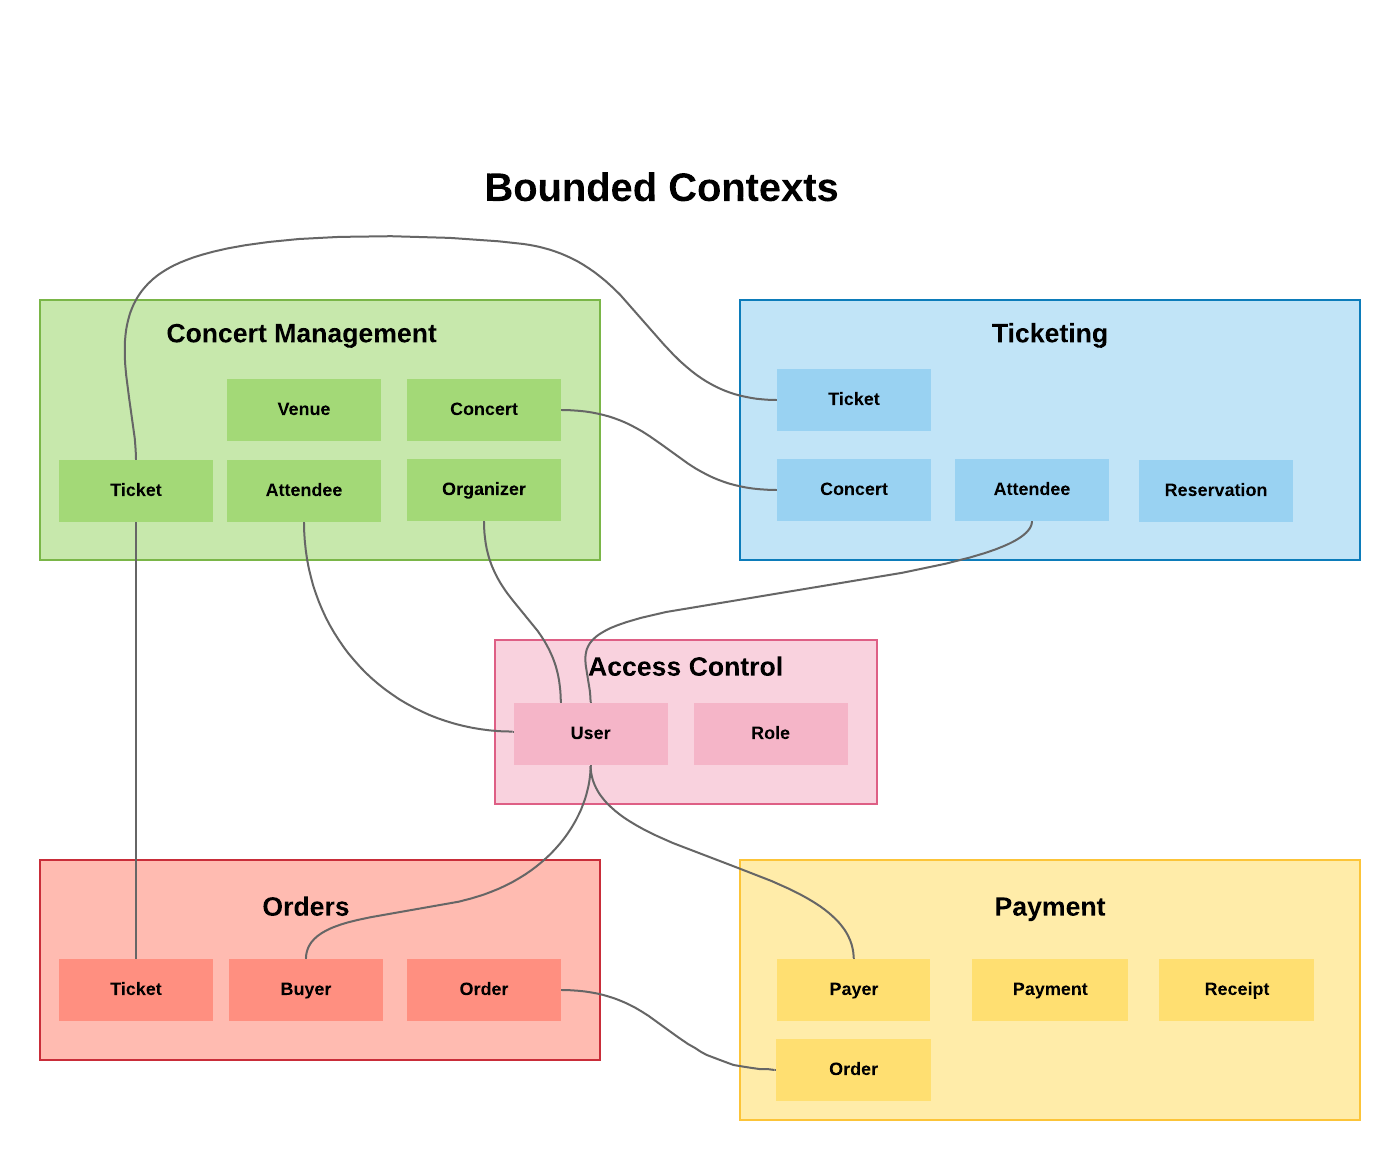 Bounded Contexts
Concert Management
Venue
Concert
Ticket
Attendee
Organizer
Ticketing
Ticket
Concert
Attendee
Reservation
Access Control
User
Role
Orders
Ticket
Buyer
Order
Payment
Payer
Payment
Receipt
Order